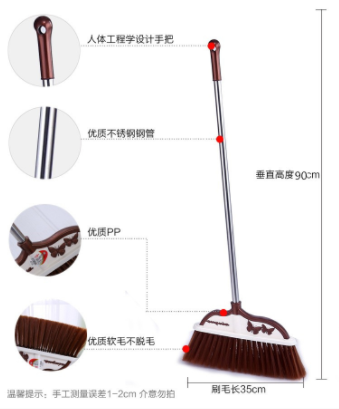 人体工程学设计手把
优质不锈钢钢管
垂直高度90cm
优质PP
优质软毛不脱毛
刷毛长35cm
温馨提示：手工测量误差1-2cm 介意勿拍